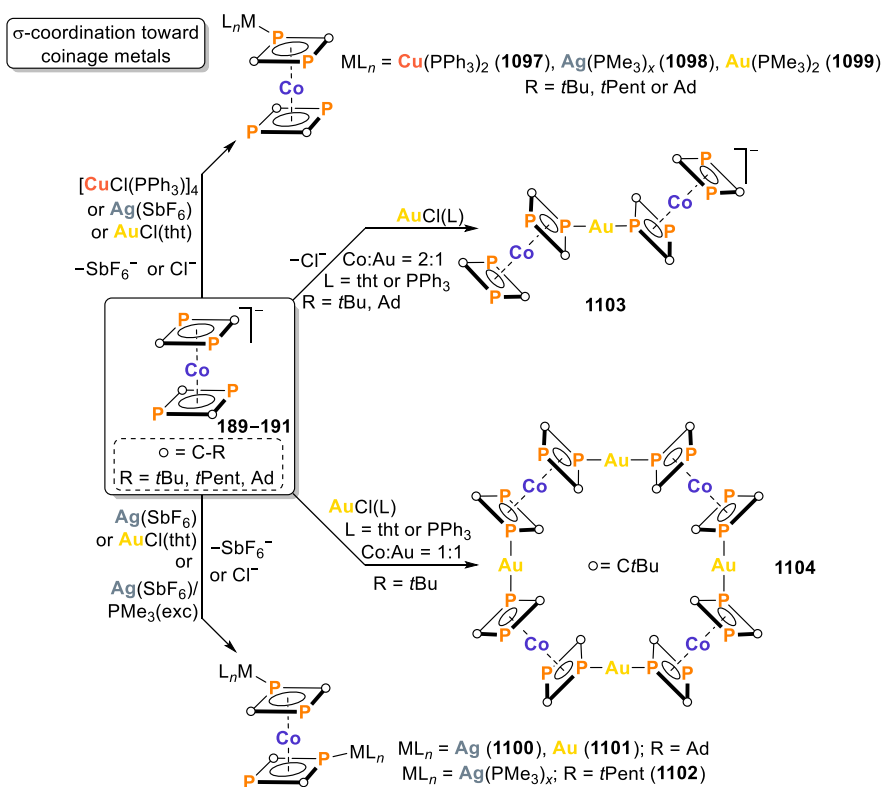 σ-coordination toward
coinage metals
LₙM
P
P
Co
P
P
MLₙ = Cu(PPh₃)₂ (1097), Ag(PMe₃)ₓ (1098), Au(PMe₃)₂ (1099)
R = tBu, tPent or Ad
[CuCl(PPh₃)]₄
or Ag(SbF₆)
or AuCl(tht)
−SbF₆⁻ or Cl⁻
AuCl(L)
−Cl⁻
Co:Au = 2:1
L = tht or PPh₃
R = tBu, Ad
P
P
Co
P
P
Au
P
P
Co
P
P
−
1103
P
P
Co
P
P
−
189–191
= C-R
R = tBu, tPent, Ad
AuCl(L)
L = tht or PPh₃
Co:Au = 1:1
R = tBu
P P Au P P
Co Co
P P
P P
Au = CtBu Au 1104
P P
P P
Co Co
P P Au P P
Ag(SbF₆)
or AuCl(tht)
or
Ag(SbF₆)/
PMe₃(exc)
−SbF₆⁻
or Cl⁻
LₙM
P
P
Co
P
MLₙ
P
MLₙ = Ag (1100), Au (1101); R = Ad
MLₙ = Ag(PMe₃)ₓ; R = tPent (1102)